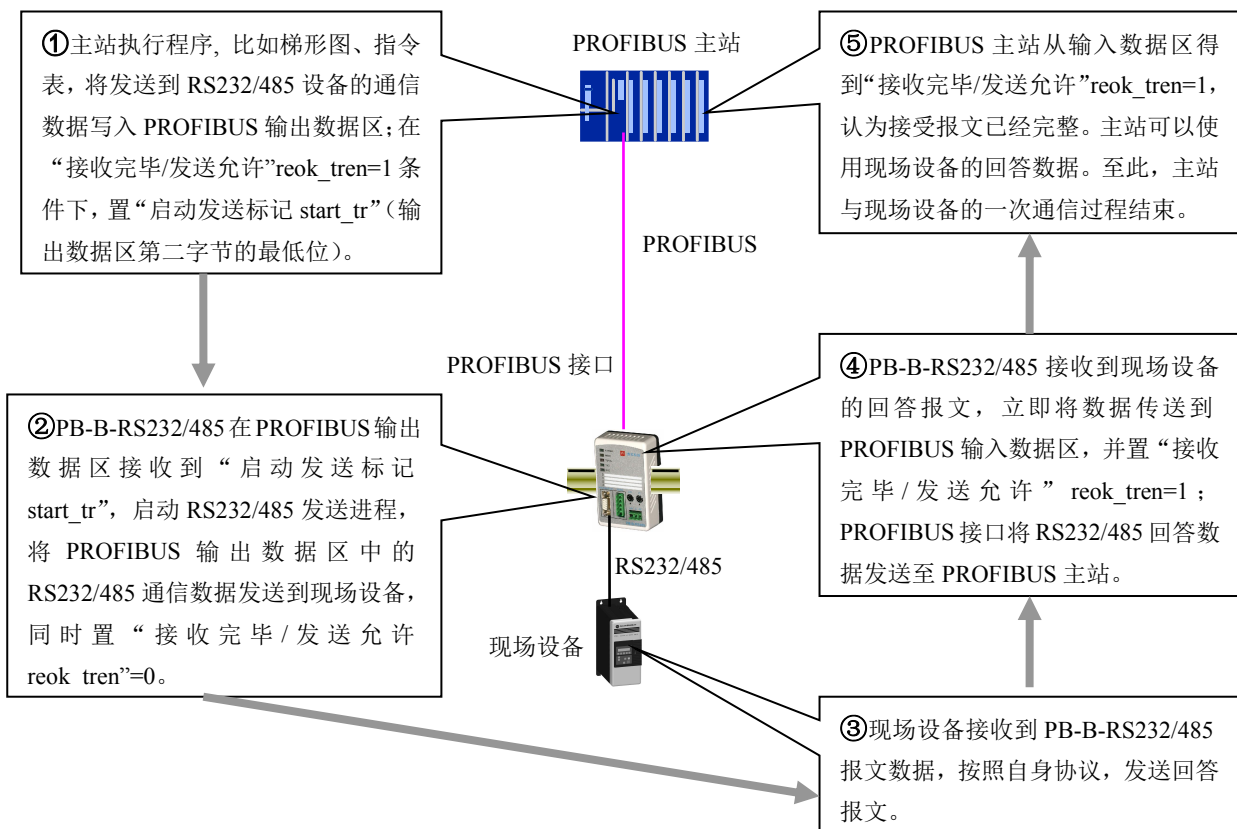 ①主站执行程序, 比如梯形图、指令
表，将发送到 RS232/485 设备的通信
数据写入 PROFIBUS 输出数据区；在
“接收完毕/发送允许”reok_tren=1 条
件下，置“启动发送标记 start_tr”（输
出数据区第二字节的最低位）。
PROFIBUS 主站
⑤PROFIBUS 主站从输入数据区得
到“接收完毕/发送允许”reok_tren=1，
认为接受报文已经完整。主站可以使
用现场设备的回答数据。至此，主站
与现场设备的一次通信过程结束。
PROFIBUS
PROFIBUS 接口
②PB-B-RS232/485 在 PROFIBUS 输出
数据区接收到“启动发送标记
start_tr”，启动 RS232/485 发送进程，
将 PROFIBUS 输出数据区中的
RS232/485 通信数据发送到现场设备，
同时置“接收完毕/发送允许
reok tren”=0。
④PB-B-RS232/485 接收到现场设备
的回答报文，立即将数据传送到
PROFIBUS 输入数据区，并置“接收
完毕/发送允许” reok_tren=1；
PROFIBUS 接口将 RS232/485 回答数
据发送至 PROFIBUS 主站。
RS232/485
现场设备
③现场设备接收到 PB-B-RS232/485
报文数据，按照自身协议，发送回答
报文。